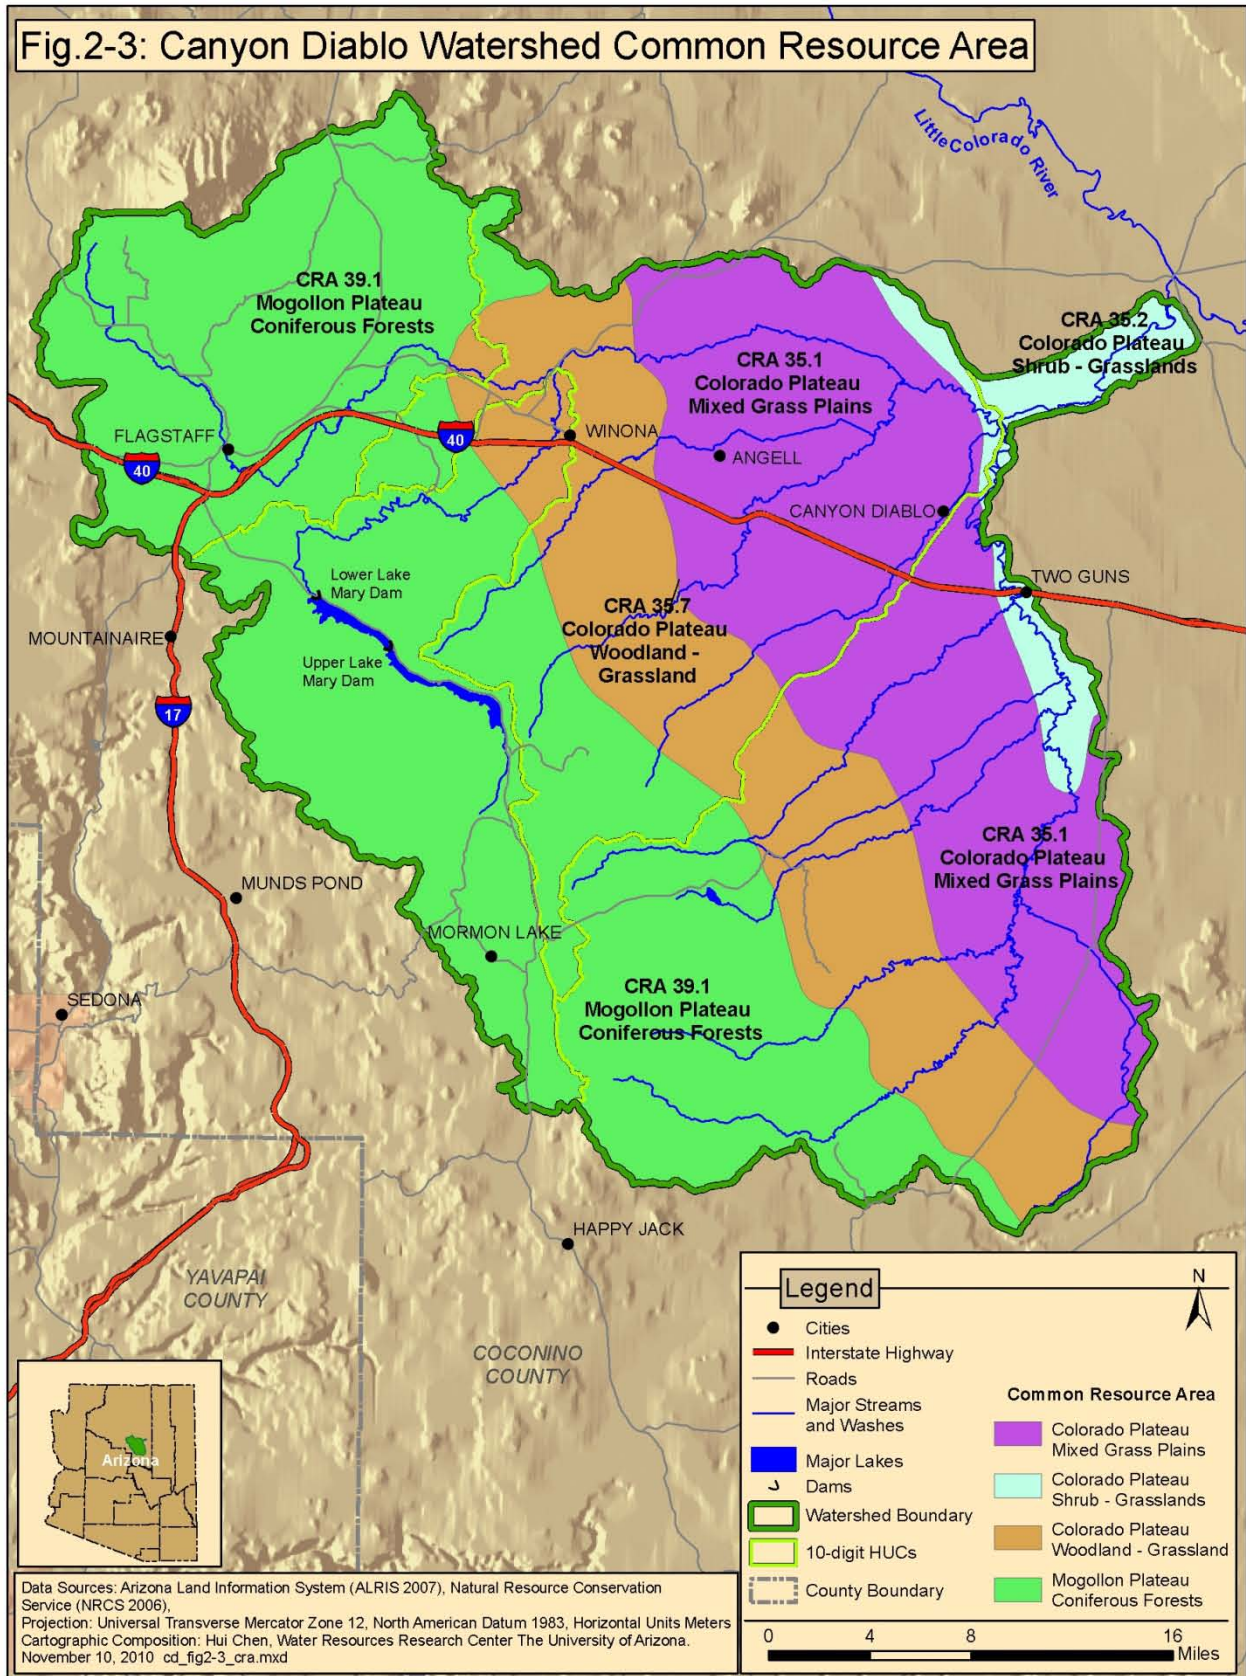 Fig.2-3: Canyon Diablo Watershed Common Resource Area
LittleColorado River
CRA 39.1
Mogollon Plateau
Coniferous Forests
CRA 35.2
Colorado Plateau
Shrub - Grasslands
CRA 35.1
Colorado Plateau
Mixed Grass Plains
FLAGSTAFF
40
40
WINONA
ANGELL
CANYON DIABLO
TWO GUNS
Lower Lake
Mary Dam
CRA 35.7
Colorado Plateau
Woodland -
Grassland
MOUNTAINAIRE
Upper Lake
Mary Dam
17
CRA 35.1
Colorado Plateau
Mixed Grass Plains
MUNDS POND
MORMON LAKE
SEDONA
CRA 39.1
Mogollon Plateau
Coniferous Forests
HAPPY JACK
YAVAPAI
COUNTY
COCONINO
COUNTY
Arizona
Legend
N
Cities
Interstate Highway
Roads
Major Streams
and Washes
Major Lakes
Dams
Watershed Boundary
10-digit HUCs
County Boundary
Common Resource Area
Colorado Plateau
Mixed Grass Plains
Colorado Plateau
Shrub - Grasslands
Colorado Plateau
Woodland - Grassland
Mogollon Plateau
Coniferous Forests
0 4 8 16
Miles
Data Sources: Arizona Land Information System (ALRIS 2007), Natural Resource Conservation
Service (NRCS 2006),
Projection: Universal Transverse Mercator Zone 12, North American Datum 1983, Horizontal Units Meters
Cartographic Composition: Hui Chen, Water Resources Research Center The University of Arizona.
November 10, 2010 cd_fig2-3_cra.mxd